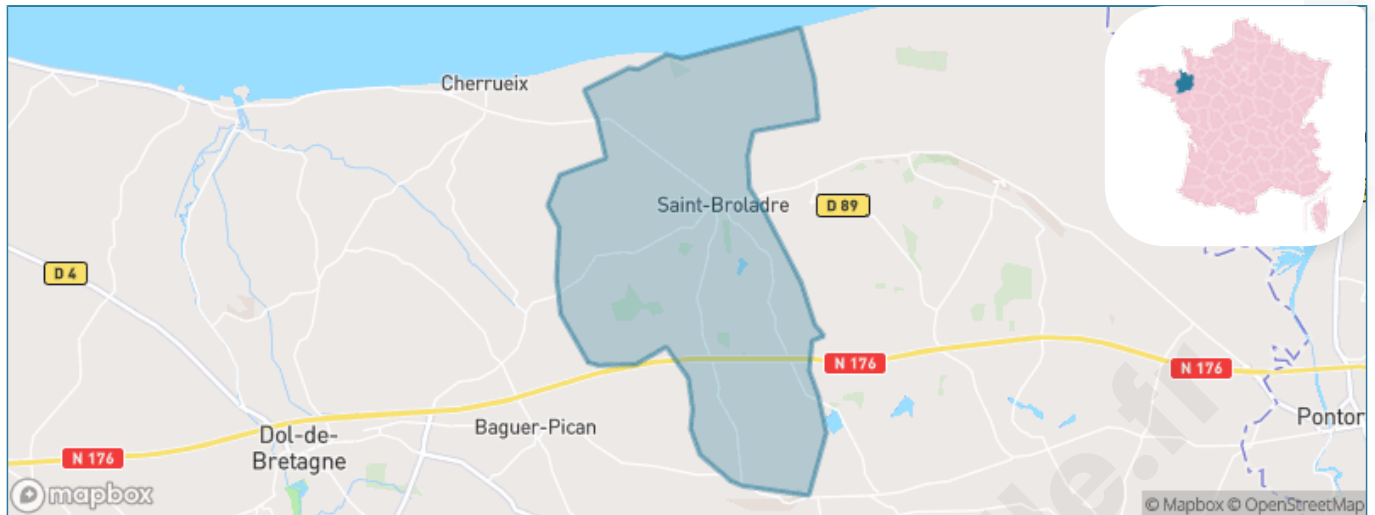 Cherrueix
Saint-Broladre
D 89
D 4
N 176
N 176
Pontor
Baguer-Pican
Dol-de-
Bretagne
N 176
mapbox
© Mapbox © OpenStreetMap